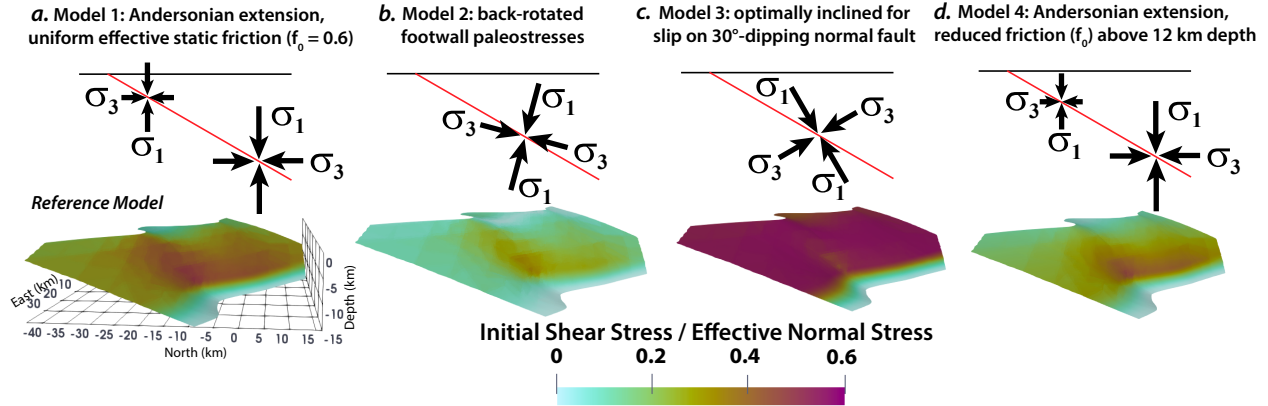 a. Model 1: Andersonian extension,
uniform effective static friction (f₀ = 0.6)
b. Model 2: back-rotated
footwall paleostresses
c. Model 3: optimally inclined for
slip on 30°-dipping normal fault
d. Model 4: Andersonian extension,
reduced friction (f₀) above 12 km depth
σ₃
σ₁
σ₁
σ₃
σ₁
σ₃
σ₃
σ₁
σ₁
σ₃
σ₃
σ₁
σ₃
σ₁
σ₁
σ₃
Reference Model
East (km)
30 20 10
0
-5
-10
Depth (km)
-40 -35 -30 -25 -20 -15 -10 -5 0 5 10 15 -15
North (km)
Initial Shear Stress / Effective Normal Stress
0 0.2 0.4 0.6